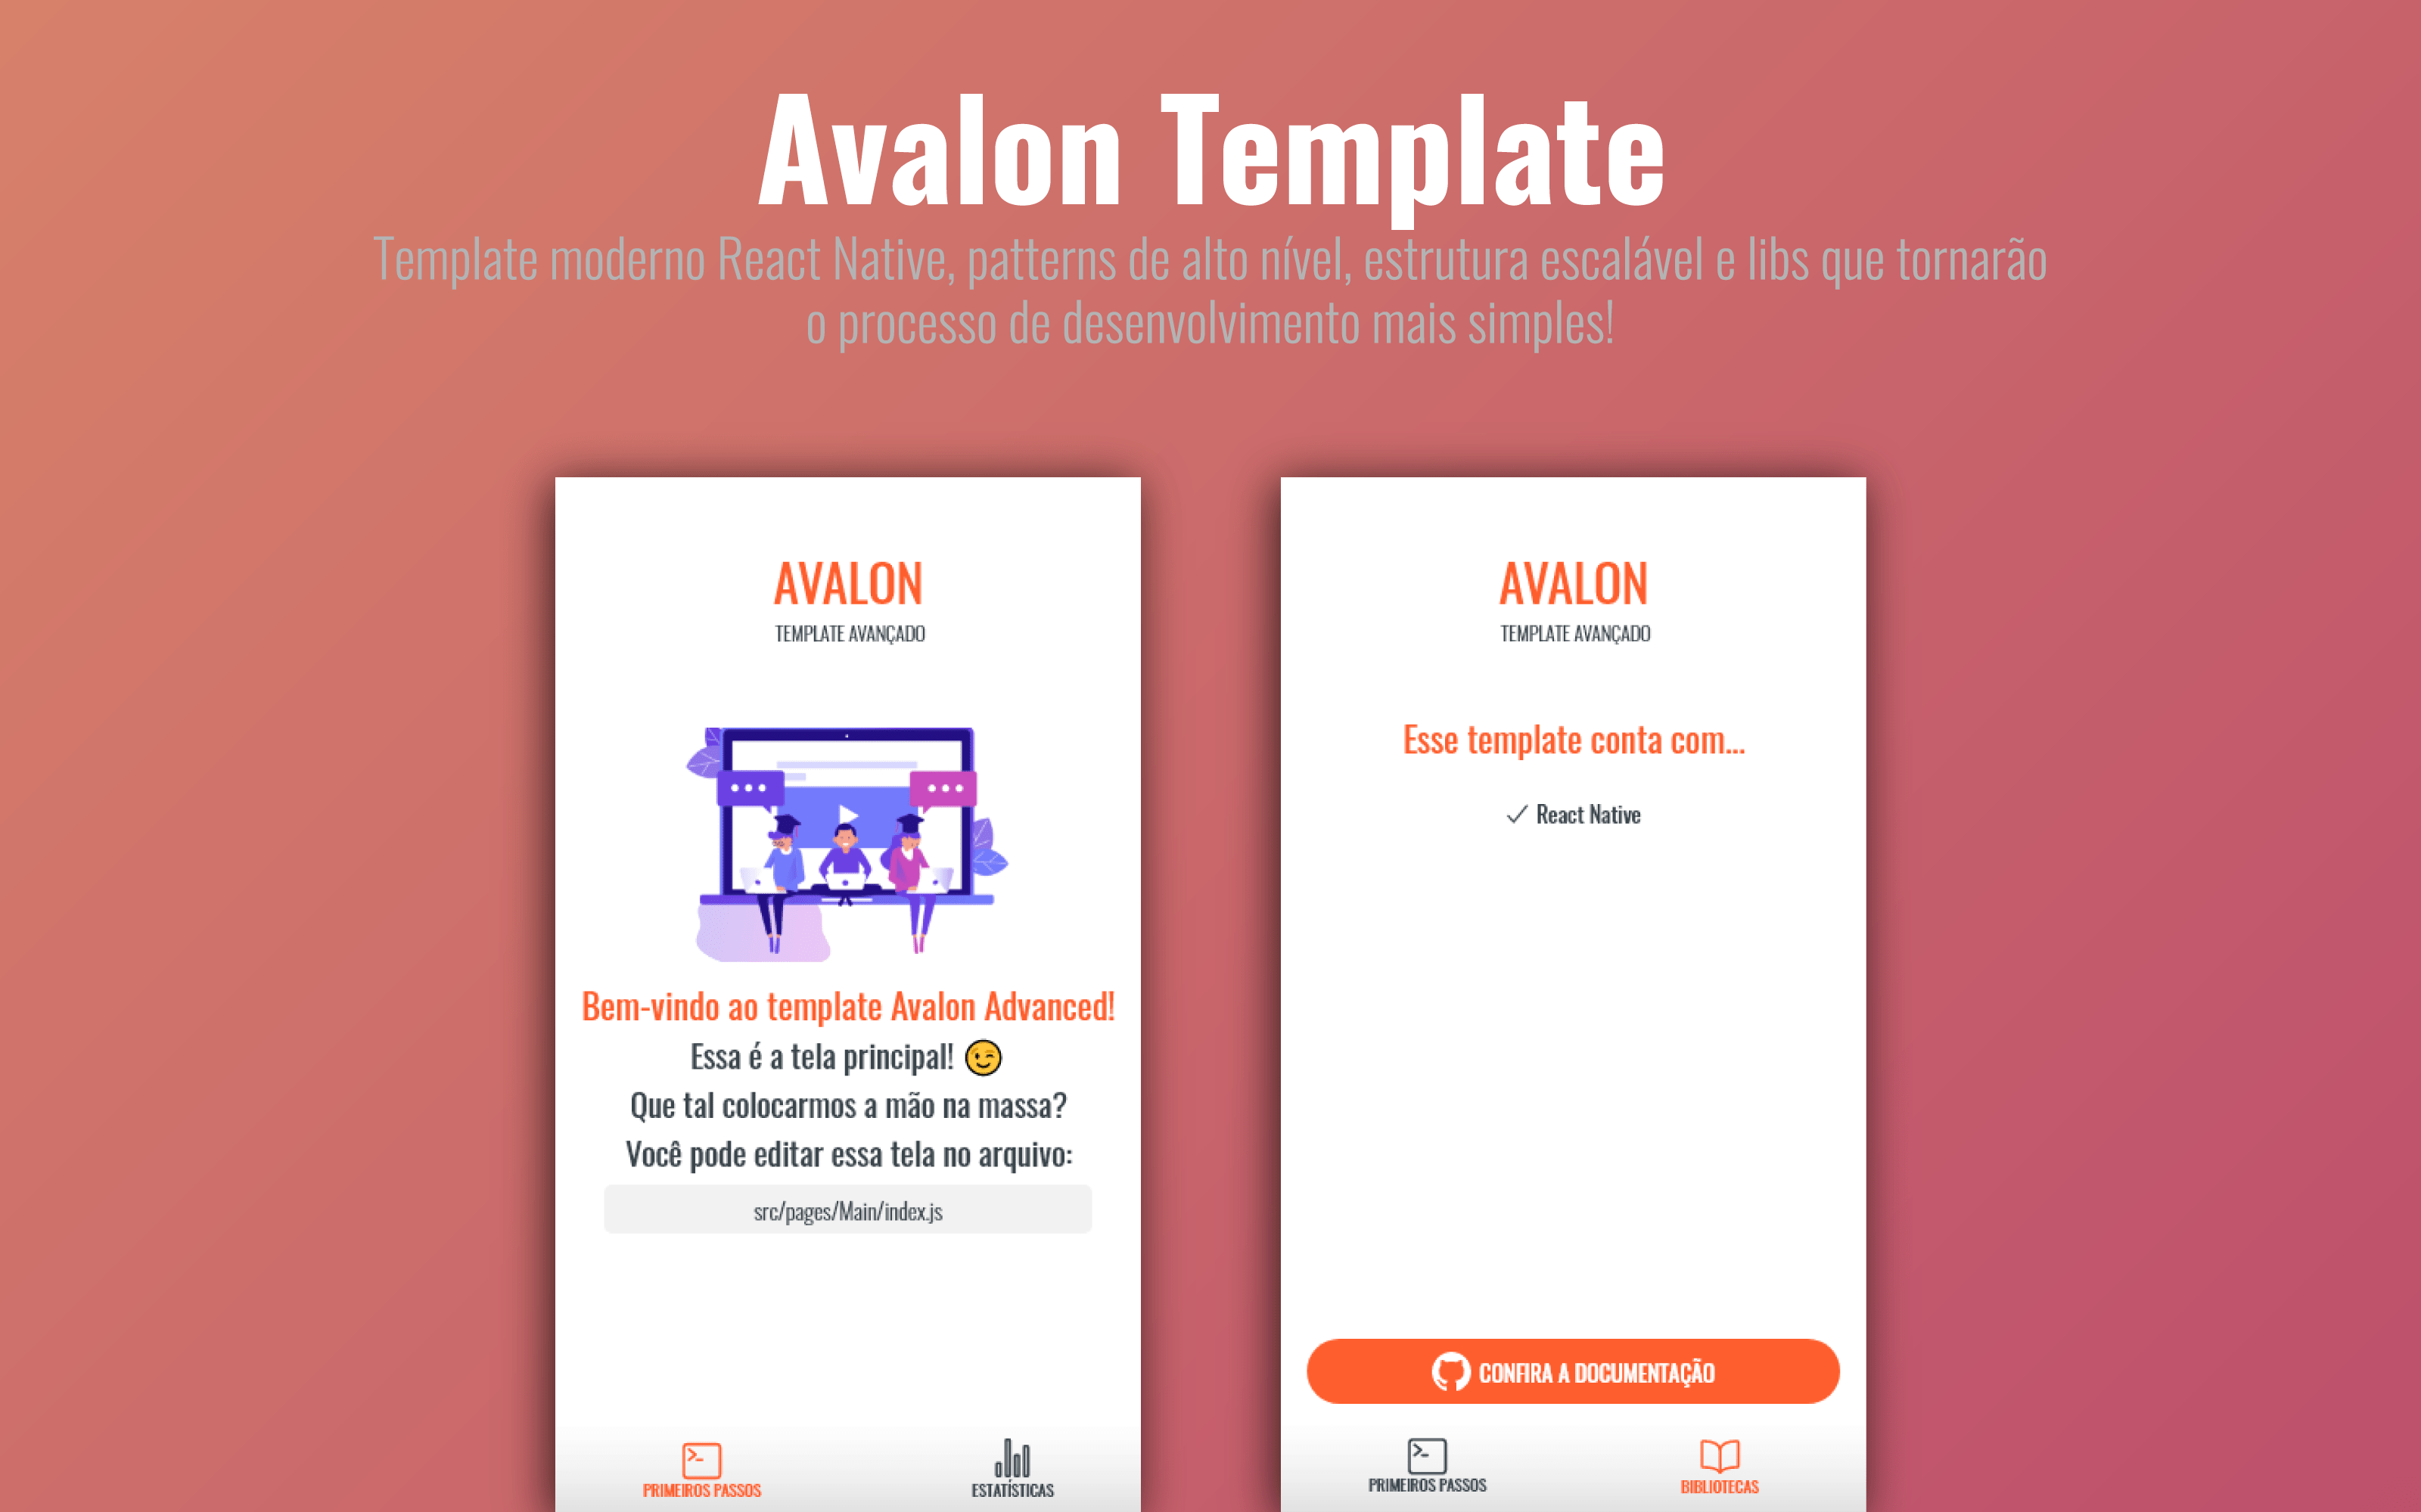 Avalon Template
Template moderno React Native, patterns de alto nível, estrutura escalável e libs que tornarão
o processo de desenvolvimento mais simples!
AVALON
TEMPLATE AVANÇADO
Bem-vindo ao template Avalon Advanced!
Essa é a tela principal! 😉
Que tal colocarmos a mão na massa?
Você pode editar essa tela no arquivo:
src/pages/Main/index.js
PRIMEIROS PASSOS
ESTATÍSTICAS
AVALON
TEMPLATE AVANÇADO
Esse template conta com...
✓ React Native
CONFIRA A DOCUMENTAÇÃO
PRIMEIROS PASSOS
BIBLIOTECAS